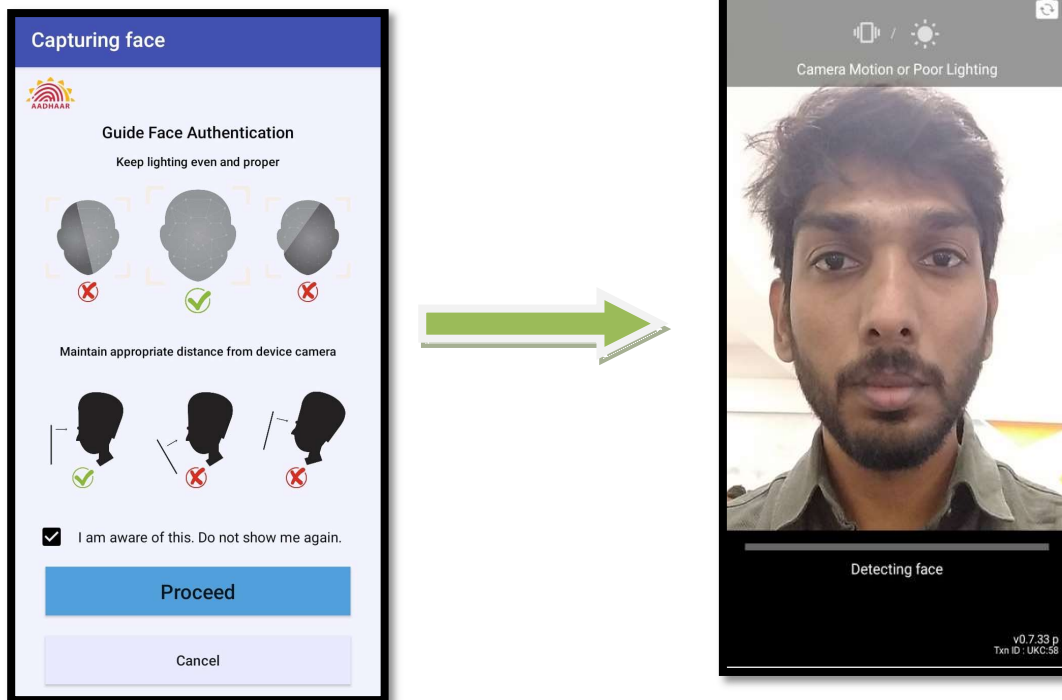 Capturing face
AADHAAR
Guide Face Authentication
Keep lighting even and proper
Maintain appropriate distance from device camera
I am aware of this. Do not show me again.
Proceed
Cancel
/
Camera Motion or Poor Lighting
Detecting face
v0.7.33 p
Txn ID : UKC:58